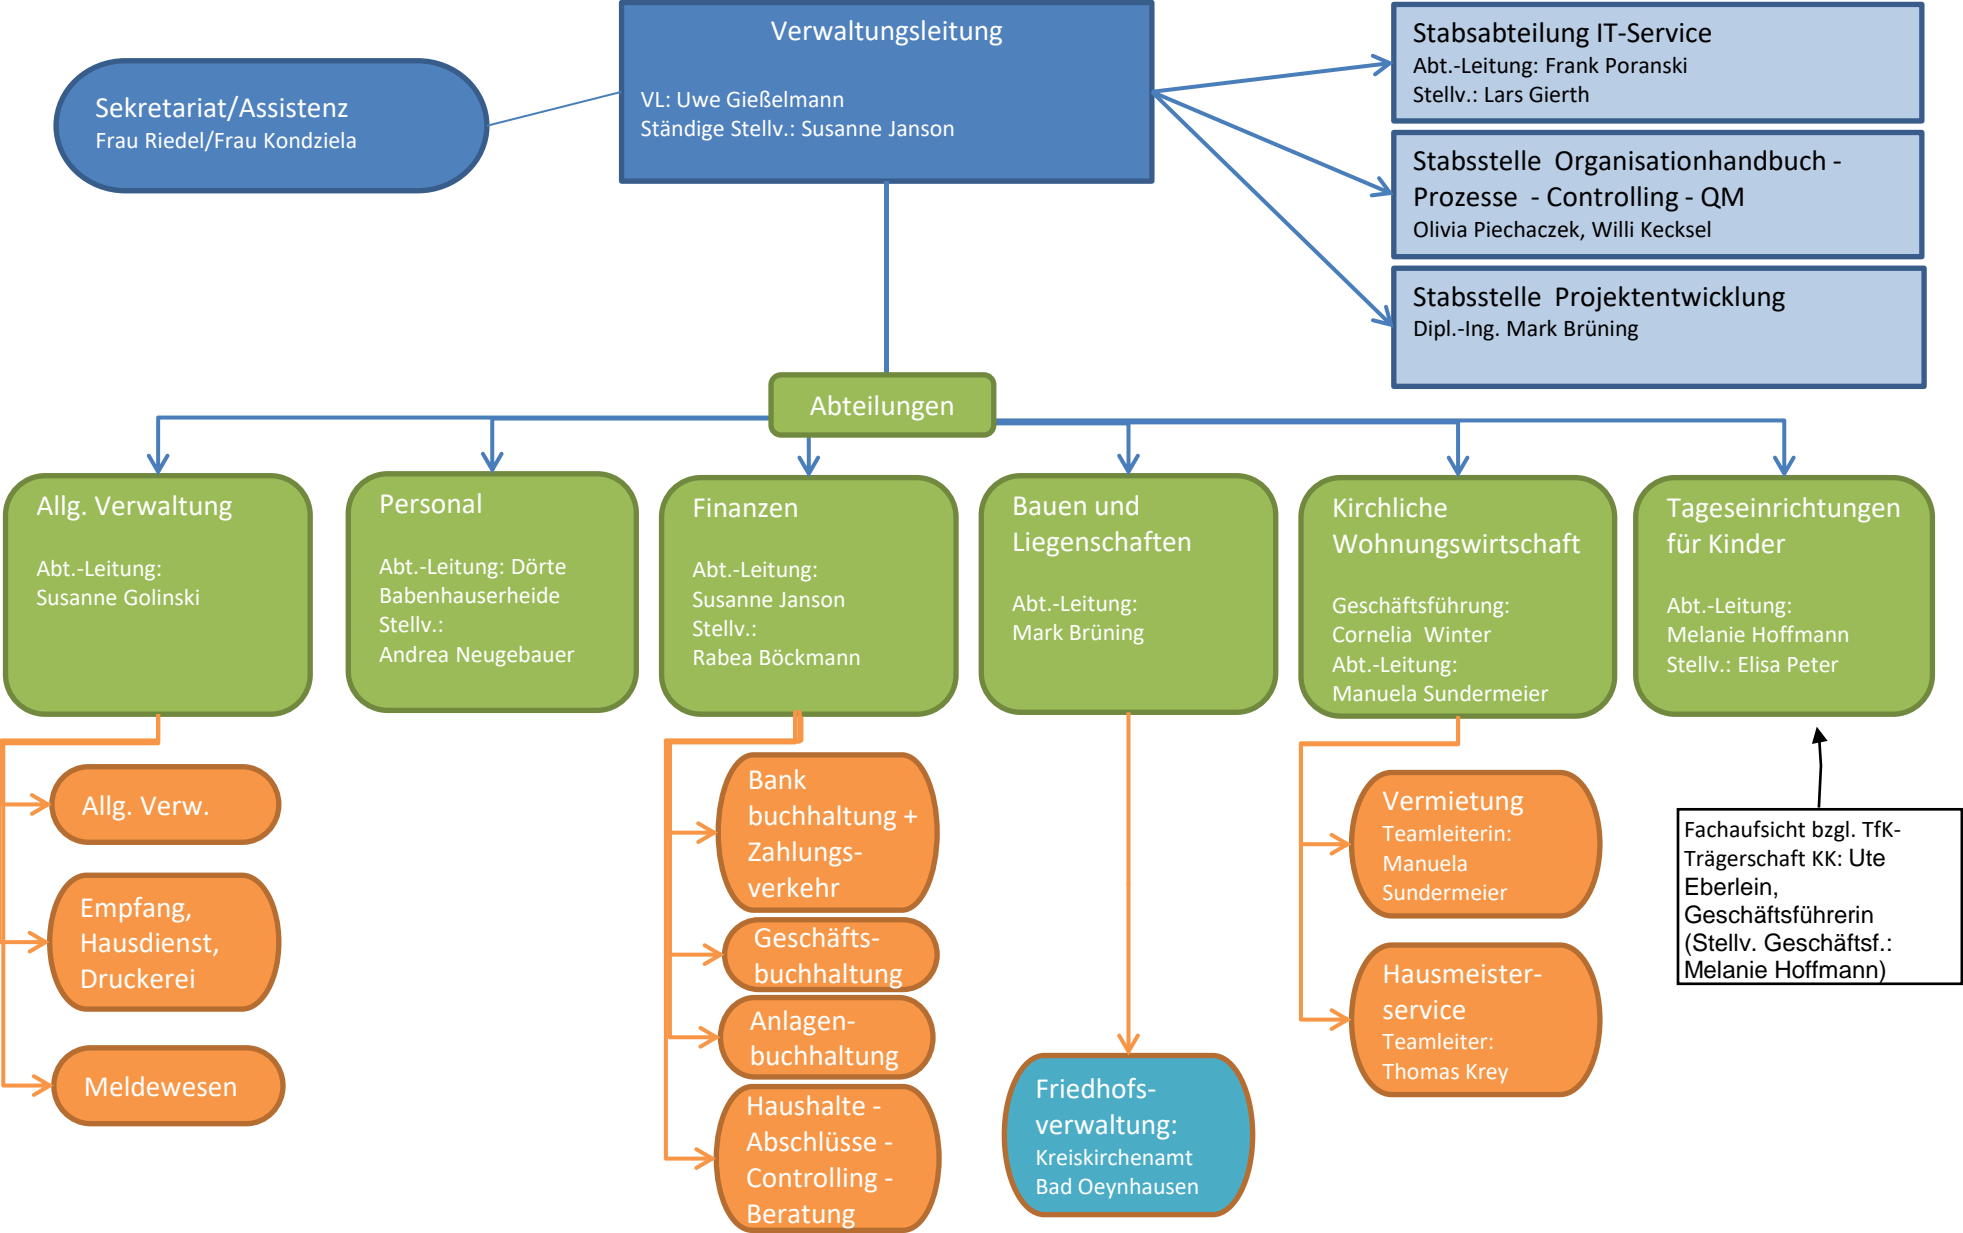 Verwaltungsleitung
VL: Uwe Gießelmann
Ständige Stellv.: Susanne Janson
Sekretariat/Assistenz
Frau Riedel/Frau Kondziela
Stabsabteilung IT-Service
Abt.-Leitung: Frank Poranski
Stellv.: Lars Gierth
Stabsstelle Organisationhandbuch -
Prozesse - Controlling - QM
Olivia Piechaczek, Willi Kecksel
Stabsstelle Projektentwicklung
Dipl.-Ing. Mark Brüning
Abteilungen
Allg. Verwaltung
Abt.-Leitung:
Susanne Golinski
Personal
Abt.-Leitung: Dörte
Babenhauserheide
Stellv.:
Andrea Neugebauer
Finanzen
Abt.-Leitung:
Susanne Janson
Stellv.:
Rabea Böckmann
Bauen und
Liegenschaften
Abt.-Leitung:
Mark Brüning
Kirchliche
Wohnungswirtschaft
Geschäftsführung:
Cornelia Winter
Abt.-Leitung:
Manuela Sundermeier
Tageseinrichtungen
für Kinder
Abt.-Leitung:
Melanie Hoffmann
Stellv.: Elisa Peter
Allg. Verw.
Empfang,
Hausdienst,
Druckerei
Meldewesen
Bank
buchhaltung +
Zahlungs-
verkehr
Geschäfts-
buchhaltung
Anlagen-
buchhaltung
Haushalte -
Abschlüsse -
Controlling -
Beratung
Friedhofs-
verwaltung:
Kreiskirchenamt
Bad Oeynhausen
Vermietung
Teamleiterin:
Manuela
Sundermeier
Hausmeister-
service
Teamleiter:
Thomas Krey
Fachaufsicht bzgl. TfK-
Trägerschaft KK: Ute
Eberlein,
Geschäftsführerin
(Stellv. Geschäftsf.:
Melanie Hoffmann)